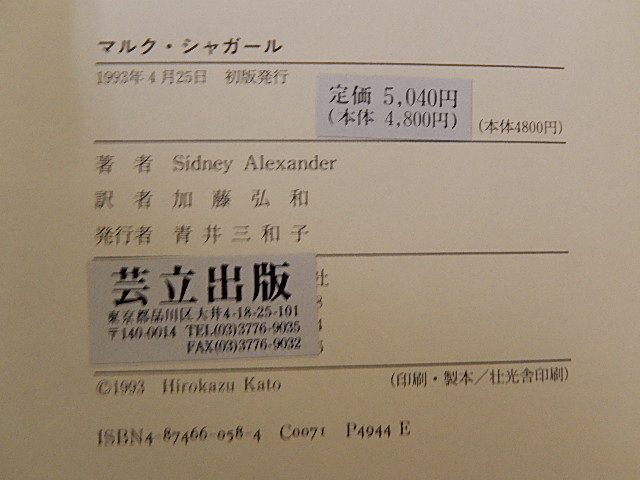 マルク・シャガール
1993年4月25日 初版発行
定価 5,040円
(本体 4,800円)
(本体4800円)
著 者 Sidney Alexander
訳 者 加 藤 弘 和
発行者 青 井 三 和 子
芸立出版
東京都品川区大井4-18-25-101
〒140-0014 TEL(03)3776-9035
FAX(03)3776-9032
©1993 Hirokazu Kato
(印刷・製本/壮光舎印刷)
ISBN4-87466-058-4 C0071 P4944 E